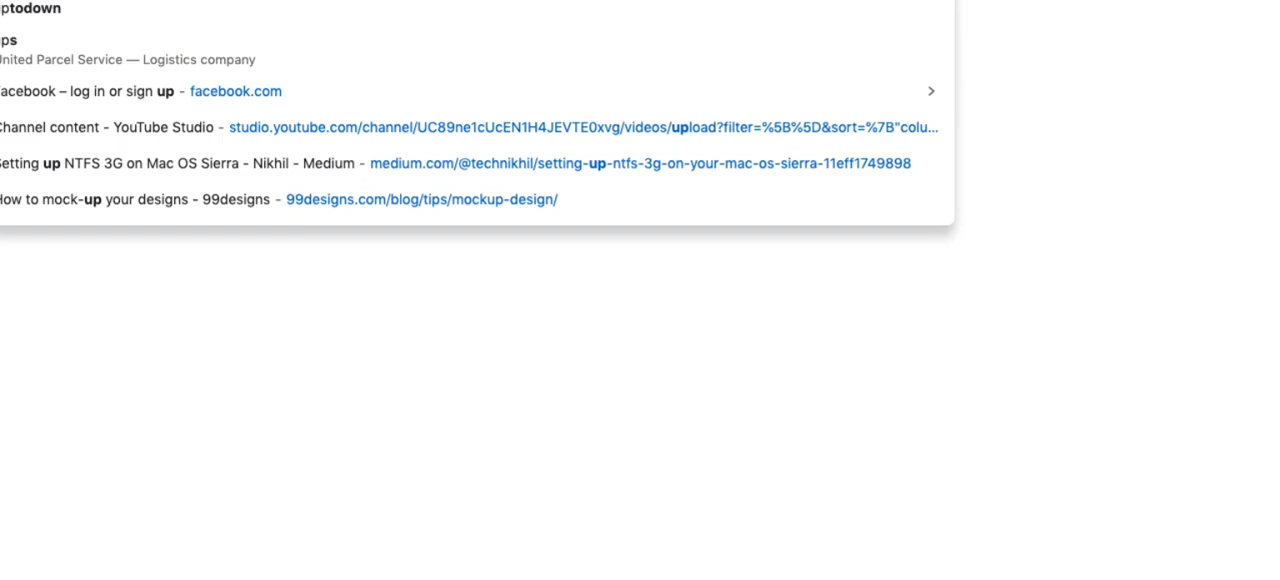 ptodown
ps
United Parcel Service — Logistics company
acebook – log in or sign up - facebook.com
Channel content - YouTube Studio - studio.youtube.com/channel/UC89ne1cUcEN1H4JEVTE0xvg/videos/upload?filter=%5B%5D&sort=%7B"colu...
Setting up NTFS 3G on Mac OS Sierra - Nikhil - Medium - medium.com/@technikhil/setting-up-ntfs-3g-on-your-mac-os-sierra-11eff1749898
How to mock-up your designs - 99designs - 99designs.com/blog/tips/mockup-design/